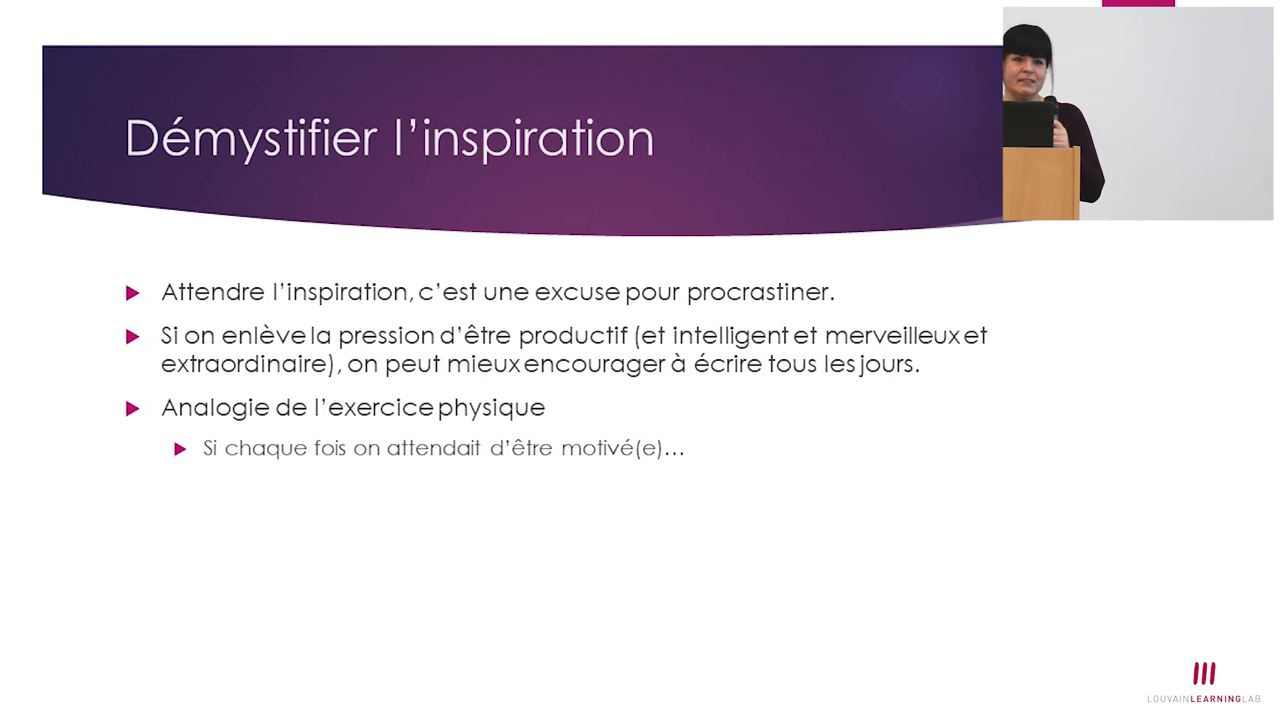 Démystifier l’inspiration
Attendre l’inspiration, c’est une excuse pour procrastiner.
Si on enlève la pression d’être productif (et intelligent et merveilleux et
extraordinaire), on peut mieux encourager à écrire tous les jours.
Analogie de l’exercice physique
Si chaque fois on attendait d’être motivé(e)…
LOUVAINLEARNINGLAB